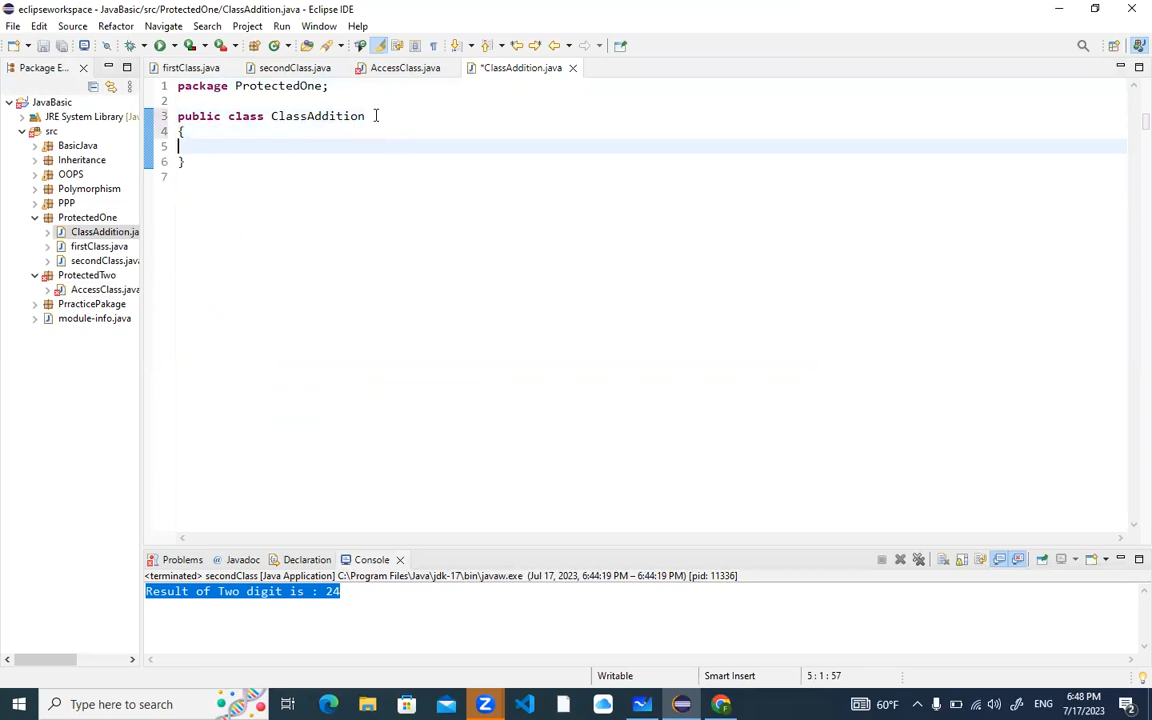 eclipseworkspace - JavaBasic/src/ProtectedOne/ClassAddition.java - Eclipse IDE
File Edit Source Refactor Navigate Search Project Run Window Help
Package E... firstClass.java secondClass.java AccessClass.java *ClassAddition.java
1 package ProtectedOne;
2
3 public class ClassAddition
4 {
5
6 }
7
JavaBasic
JRE System Library [Jav
src
BasicJava
Inheritance
OOPS
Polymorphism
PPP
ProtectedOne
ClassAddition.ja
firstClass.java
secondClass.java
ProtectedTwo
AccessClass.java
PrracticePakage
module-info.java
Problems @ Javadoc Declaration Console
<terminated> secondClass [Java Application] C:\Program Files\Java\jdk-17\bin\javaw.exe (Jul 17, 2023, 6:44:19 PM – 6:44:19 PM) [pid: 11336]
Result of Two digit is : 24
Writable Smart Insert 5 : 1 : 57
Type here to search 60°F ENG 6:48 PM
7/17/2023 2